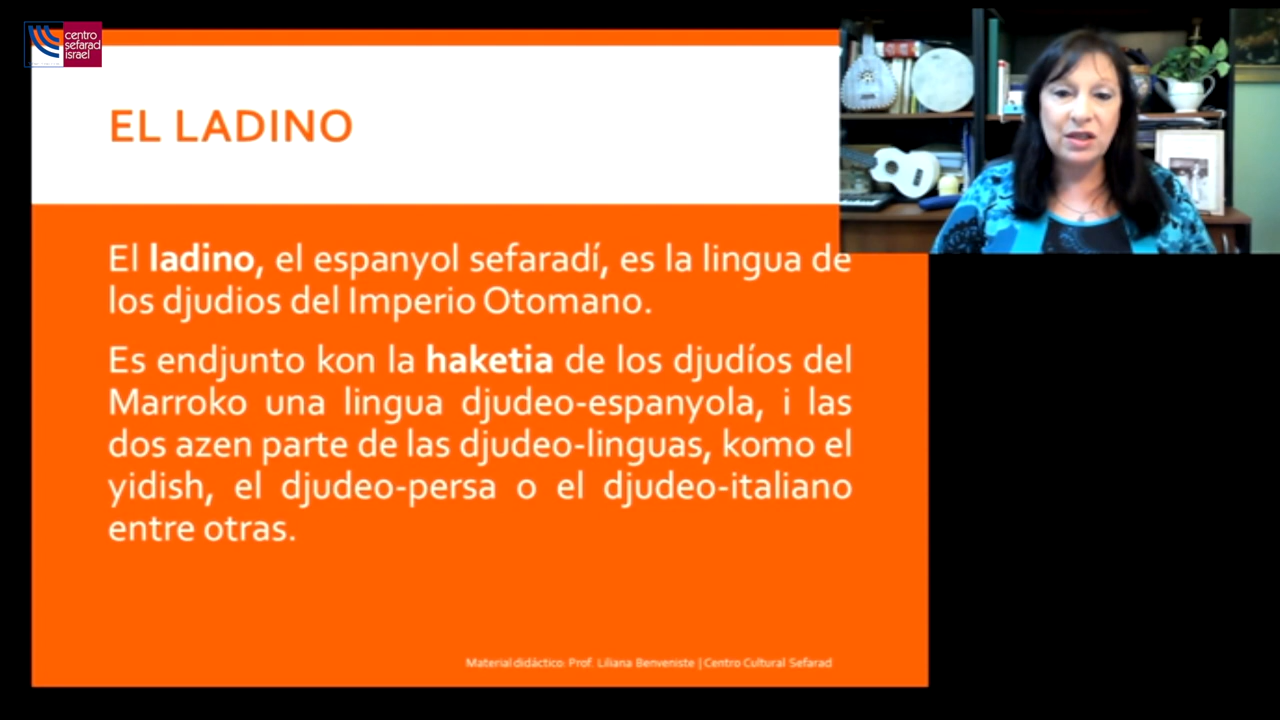 centro
sefarad
israel
EL LADINO
El ladino, el espanyol sefaradí, es la lingua de
los djudios del Imperio Otomano.
Es endjunto kon la haketia de los djudíos del
Marroko una lingua djudeo-espanyola, i las
dos azen parte de las djudeo-linguas, komo el
yidish, el djudeo-persa o el djudeo-italiano
entre otras.
Material didáctico: Prof. Liliana Benveniste | Centro Cultural Sefarad